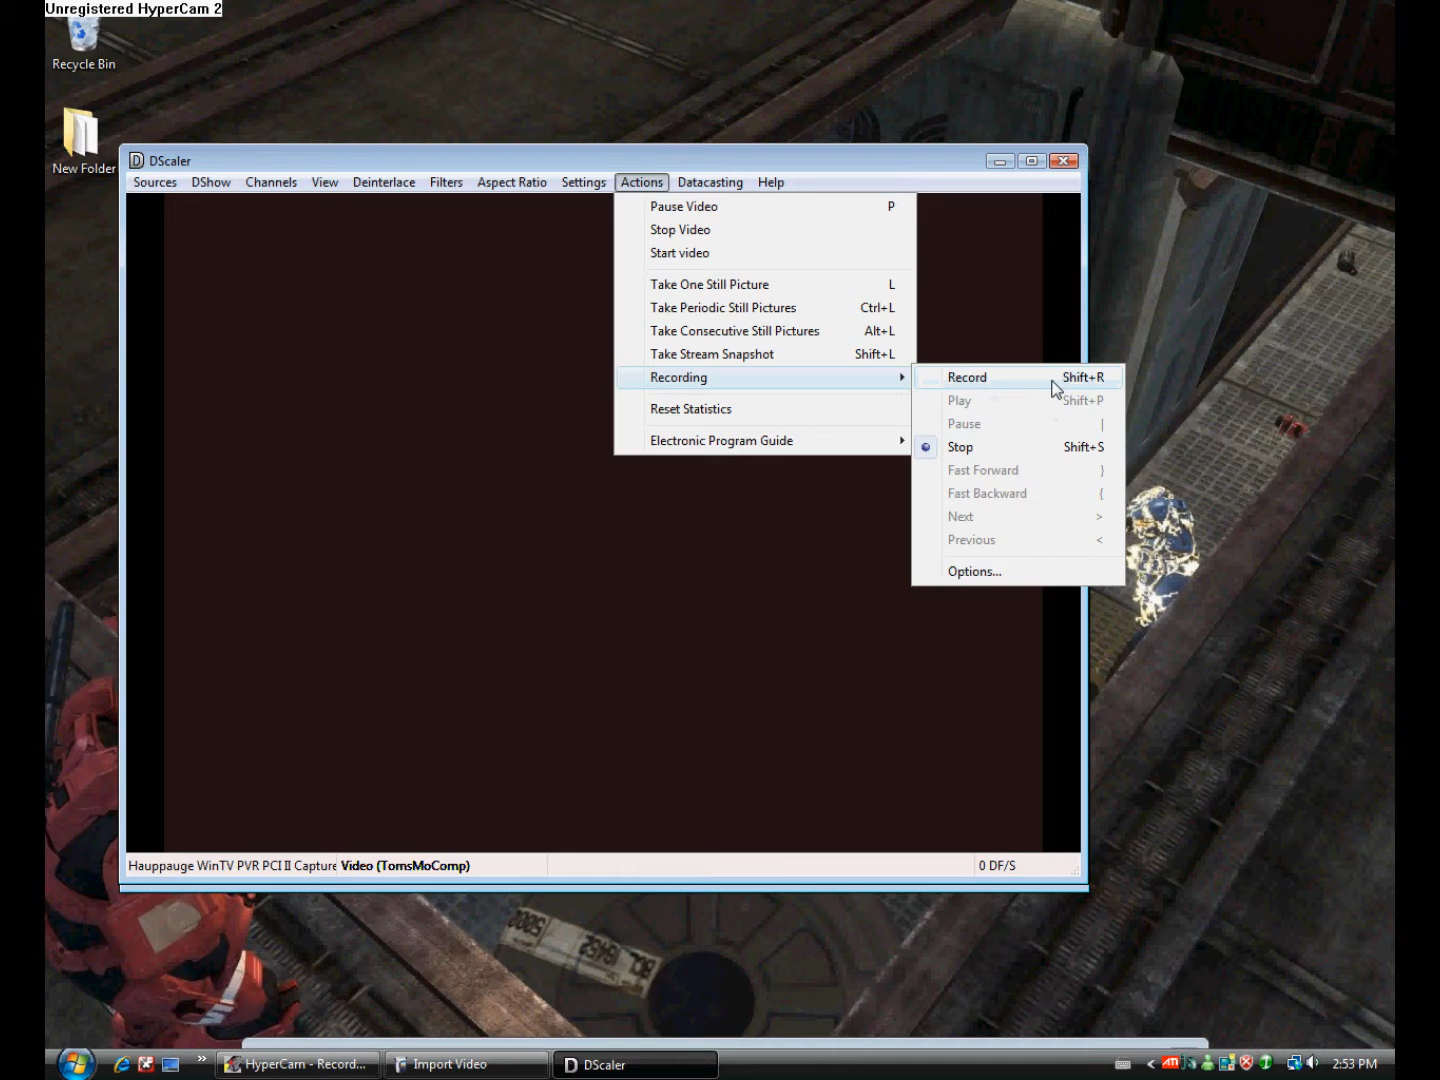 Unregistered HyperCam 2
Recycle Bin
New Folder
DScaler
Sources DShow Channels View Deinterlace Filters Aspect Ratio Settings Actions Datacasting Help
Pause Video P
Stop Video
Start video
Take One Still Picture L
Take Periodic Still Pictures Ctrl+L
Take Consecutive Still Pictures Alt+L
Take Stream Snapshot Shift+L
Recording
Reset Statistics
Electronic Program Guide
Record Shift+R
Play Shift+P
Pause |
Stop Shift+S
Fast Forward }
Fast Backward {
Next >
Previous <
Options...
Hauppauge WinTV PVR PCI II Capture Video (TomsMoComp) 0 DF/S
HyperCam - Record... Import Video DScaler 2:53 PM